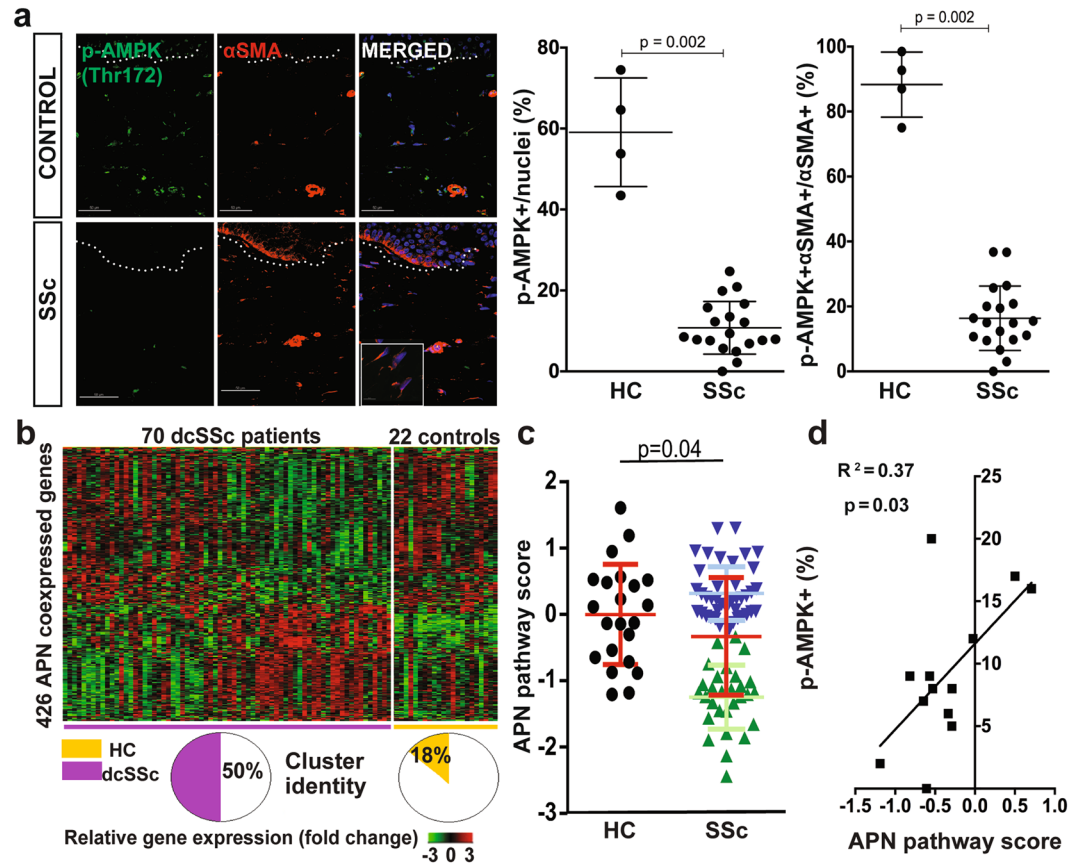 a
p-AMPK
(Thr172)
αSMA
MERGED
CONTROL
SSc
p = 0.002
p-AMPK+/nuclei (%)
80
60
40
20
0
HC
SSc
p = 0.002
p-AMPK+αSMA+/αSMA+ (%)
100
80
60
40
20
0
HC
SSc
b
70 dcSSc patients
22 controls
426 APN coexpressed genes
HC
dcSSc
50%
Cluster
identity
18%
Relative gene expression (fold change)
-3 0 3
c
p=0.04
APN pathway score
2
1
0
-1
-2
-3
HC
SSc
d
R² = 0.37
p = 0.03
p-AMPK+ (%)
25
20
15
10
5
-1.5 -1.0 -0.5 0.0 0.5 1.0
APN pathway score